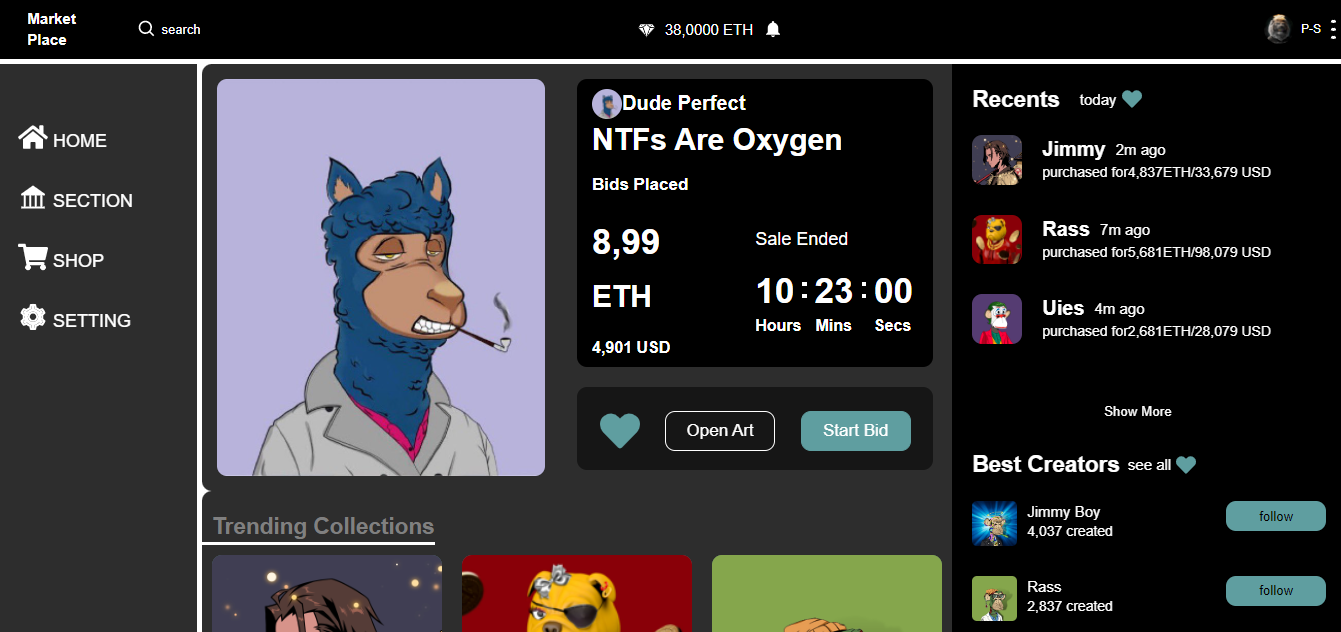 Market
Place
search
38,0000 ETH
P-S
HOME
SECTION
SHOP
SETTING
Dude Perfect
NTFs Are Oxygen
Bids Placed
8,99
ETH
4,901 USD
Sale Ended
10 : 23 : 00
Hours Mins Secs
Open Art
Start Bid
Trending Collections
Recents today
Jimmy 2m ago
purchased for4,837ETH/33,679 USD
Rass 7m ago
purchased for5,681ETH/98,079 USD
Uies 4m ago
purchased for2,681ETH/28,079 USD
Show More
Best Creators see all
Jimmy Boy
4,037 created
follow
Rass
2,837 created
follow